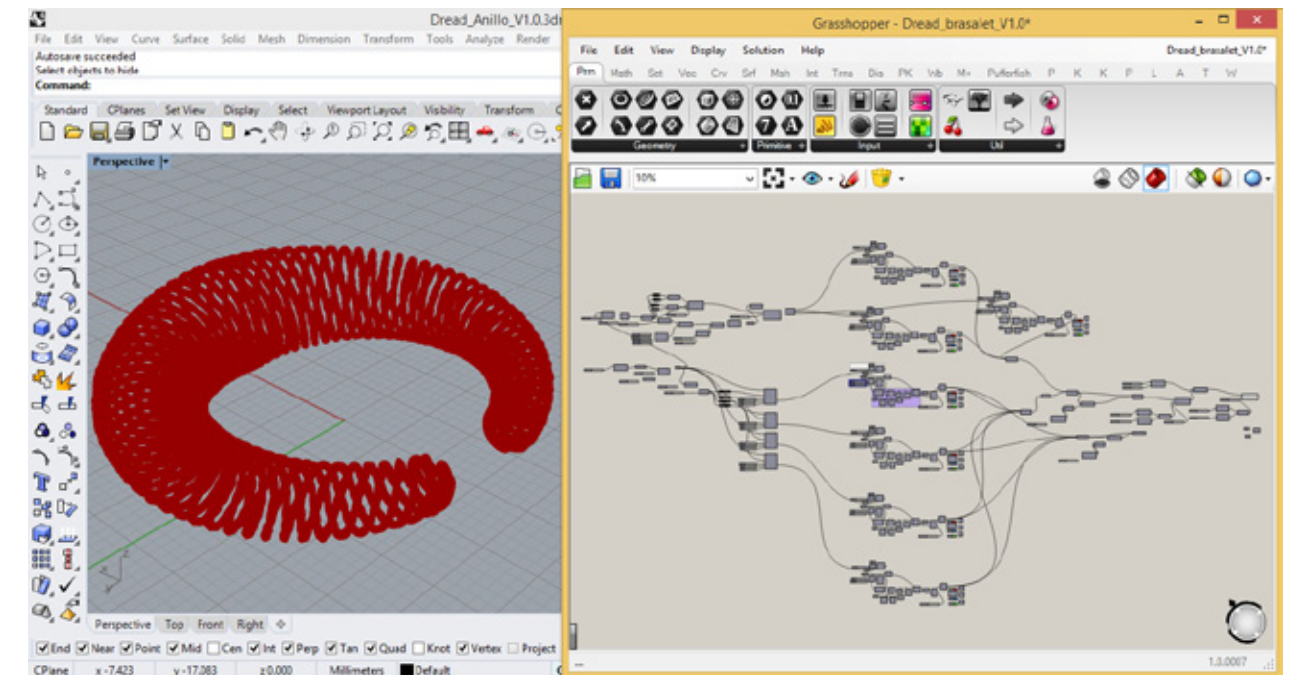 Dread_Anillo_V1.0.3d
File Edit View Curve Surface Solid Mesh Dimension Transform Tools Analyze Render
Autosave succeeded
Select objects to hide
Command:
Standard CPlanes Set View Display Select Viewport Layout Visibility Transform
Perspective
Perspective Top Front Right
End Near Point Mid Cen Int Perp Tan Quad Knot Vertex Project
CPlane x -7.423 y -17.083 z 0.000 Millimeters Default
Grasshopper - Dread_brasalet_V1.0*
File Edit View Display Solution Help Dread_brasalet_V1.0*
Prm Math Set Vec Crv Srf Msh Int Trns Dis PK Wb M+ Pufferfish P K K P L A T W
Geometry Primitive Input Util
10%
1.0.0007